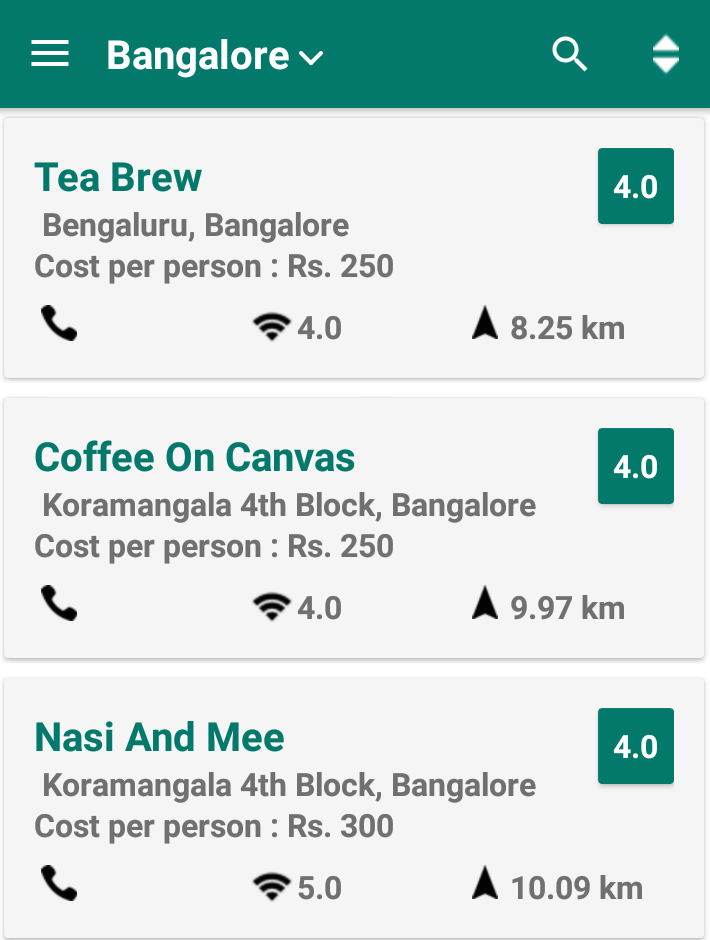 Bangalore
Tea Brew
4.0
Bengaluru, Bangalore
Cost per person : Rs. 250
4.0
8.25 km
Coffee On Canvas
4.0
Koramangala 4th Block, Bangalore
Cost per person : Rs. 250
4.0
9.97 km
Nasi And Mee
4.0
Koramangala 4th Block, Bangalore
Cost per person : Rs. 300
5.0
10.09 km